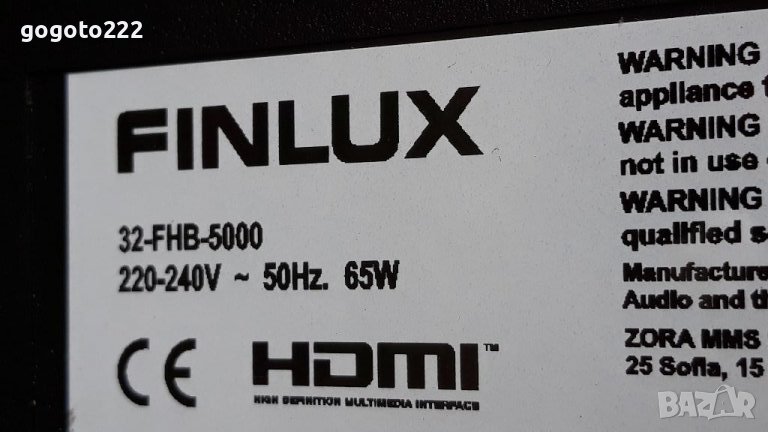 gogoto222
FINLUX
32-FHB-5000
220-240V ~ 50Hz. 65W
CE HDMI™
HIGH DEFINITION MULTIMEDIA INTERFACE
WARNING
appliance
WARNING
not in use
WARNING
qualified
Manufacture
Audio and
ZORA MMS
25 Sofia, 15
BAZAR